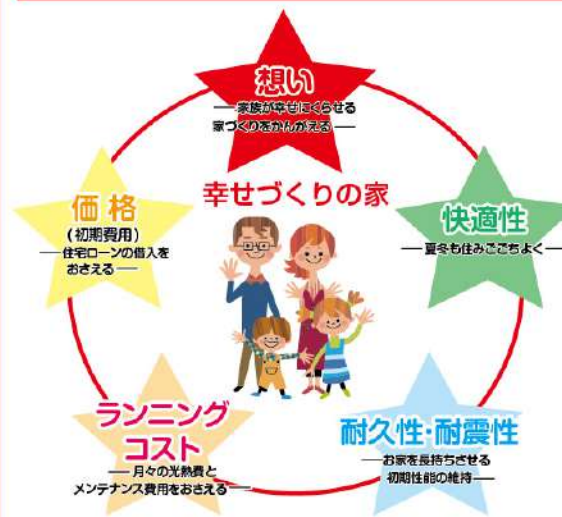 想い
― 家族が幸せにくらせる
家づくりをかんがえる ―
幸せづくりの家
価格
(初期費用)
― 住宅ローンの借入を
おさえる ―
快適性
― 夏冬も住みごこちよく ―
ランニング
コスト
― 月々の光熱費と
メンテナンス費用をおさえる ―
耐久性・耐震性
― お家を長持ちさせる
初期性能の維持 ―